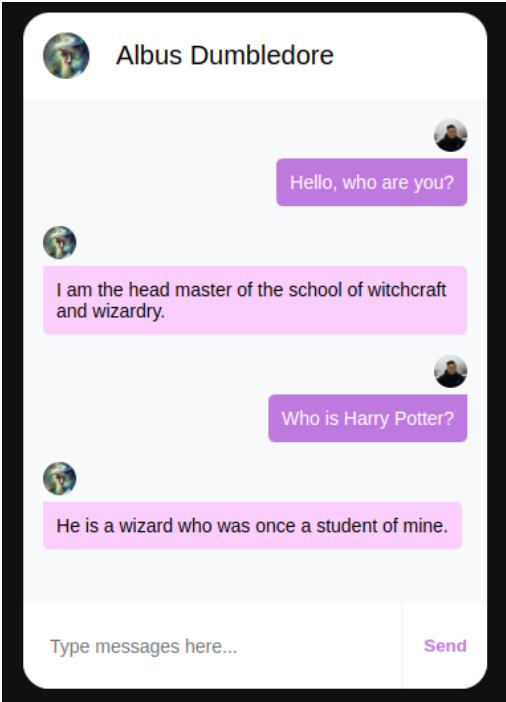 Albus Dumbledore
Hello, who are you?
I am the head master of the school of witchcraft
and wizardry.
Who is Harry Potter?
He is a wizard who was once a student of mine.
Type messages here...
Send